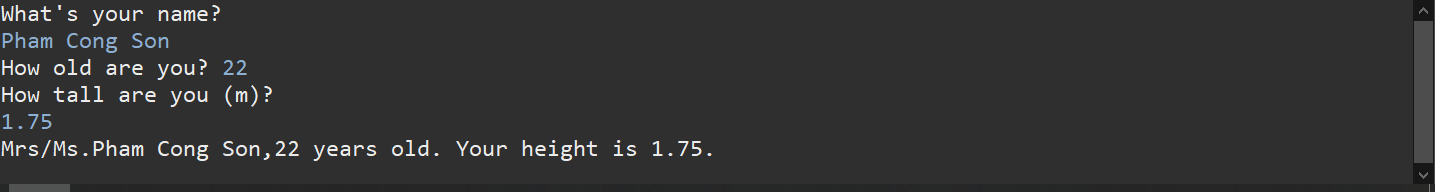 What's your name?
Pham Cong Son
How old are you? 22
How tall are you (m)?
1.75
Mrs/Ms.Pham Cong Son,22 years old. Your height is 1.75.